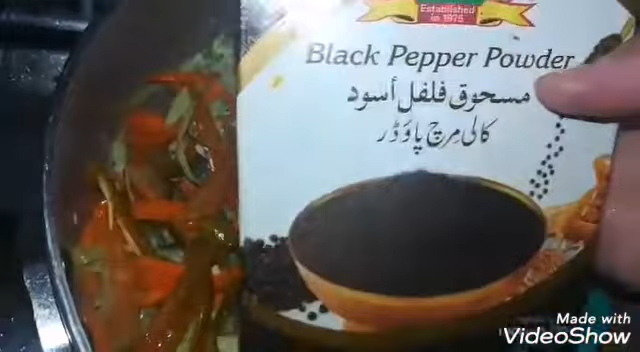 Established
in 1975
Black Pepper Powder
مسحوق فلفل أسود
کالی مرچ پاؤڈر
Made with
VideoShow